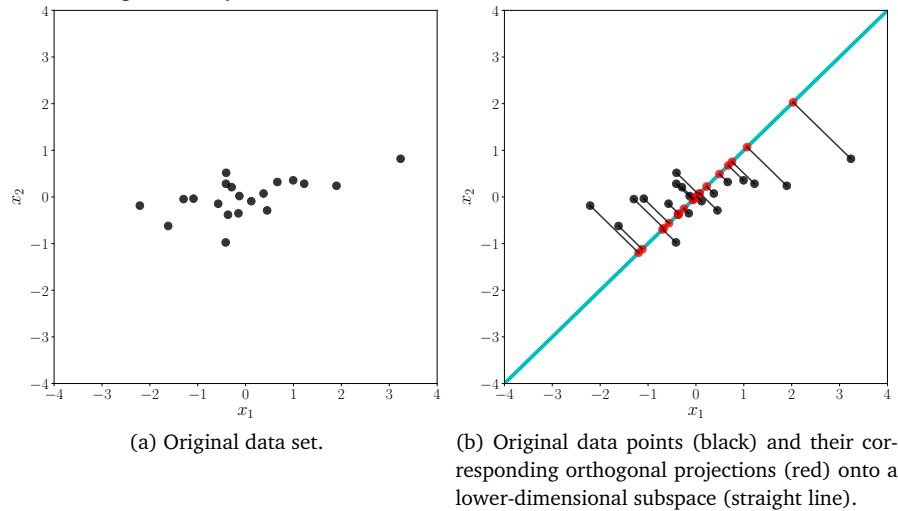 4
3
2
1
0
−1
−2
−3
−4
x₂
−4 −3 −2 −1 0 1 2 3 4
x₁
(a) Original data set.
4
3
2
1
0
−1
−2
−3
−4
x₂
−4 −3 −2 −1 0 1 2 3 4
x₁
(b) Original data points (black) and their cor-
responding orthogonal projections (red) onto a
lower-dimensional subspace (straight line).